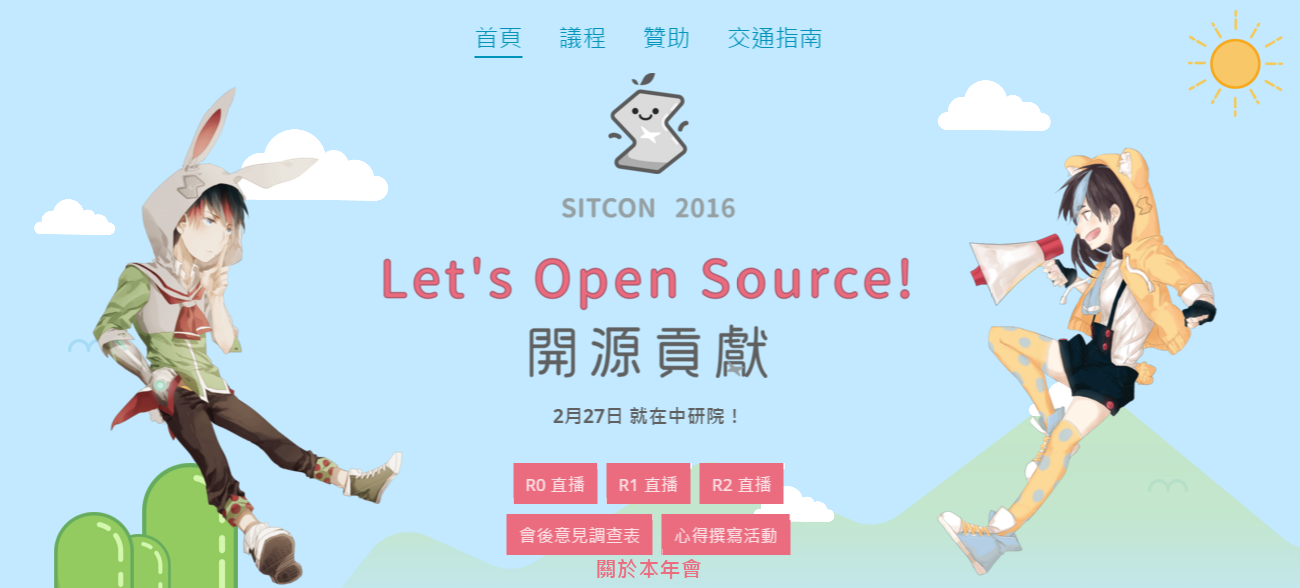 首頁 議程 贊助 交通指南
SITCON 2016
Let's Open Source!
開源貢獻
2月27日 就在中研院！
R0 直播 R1 直播 R2 直播
會後意見調查表 心得撰寫活動
關於本年會